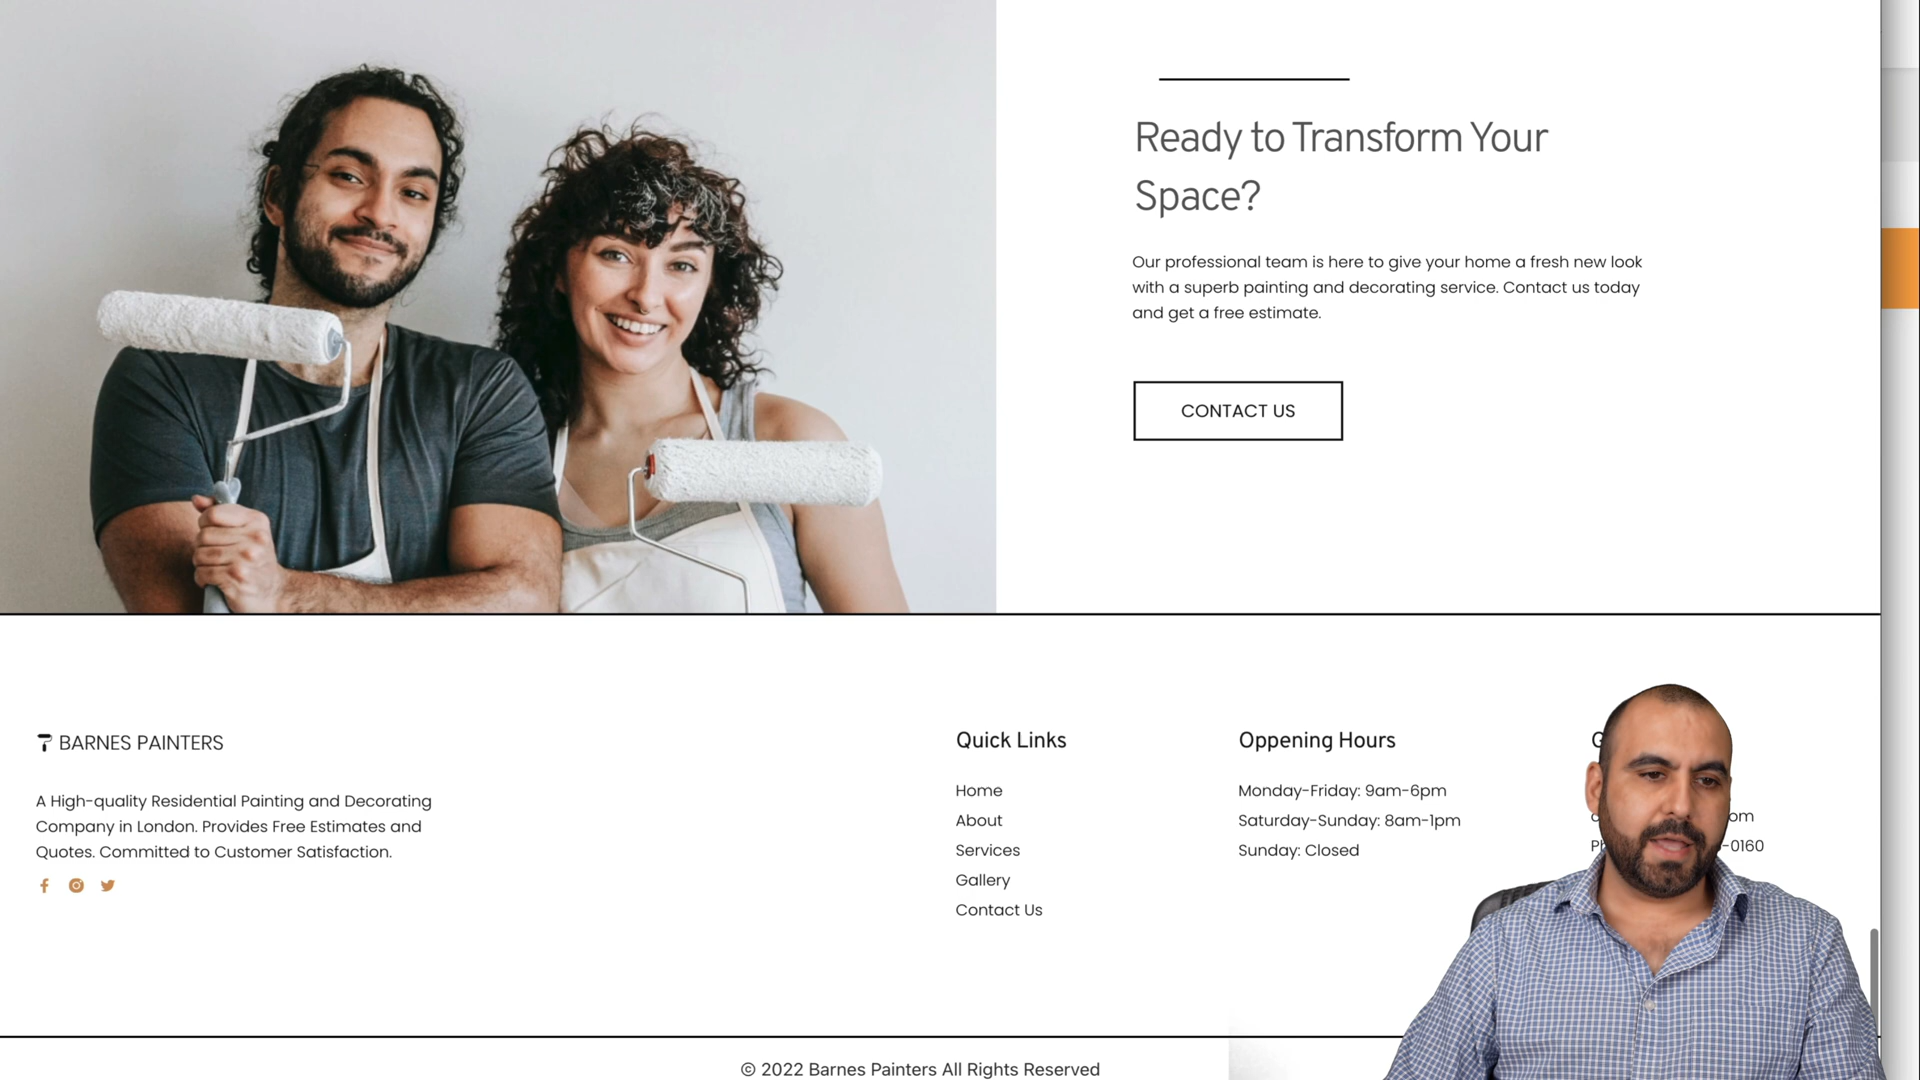 Ready to Transform Your
Space?
Our professional team is here to give your home a fresh new look
with a superb painting and decorating service. Contact us today
and get a free estimate.
CONTACT US
BARNES PAINTERS
A High-quality Residential Painting and Decorating
Company in London. Provides Free Estimates and
Quotes. Committed to Customer Satisfaction.
Quick Links
Home
About
Services
Gallery
Contact Us
Oppening Hours
Monday-Friday: 9am-6pm
Saturday-Sunday: 8am-1pm
Sunday: Closed
-0160
© 2022 Barnes Painters All Rights Reserved